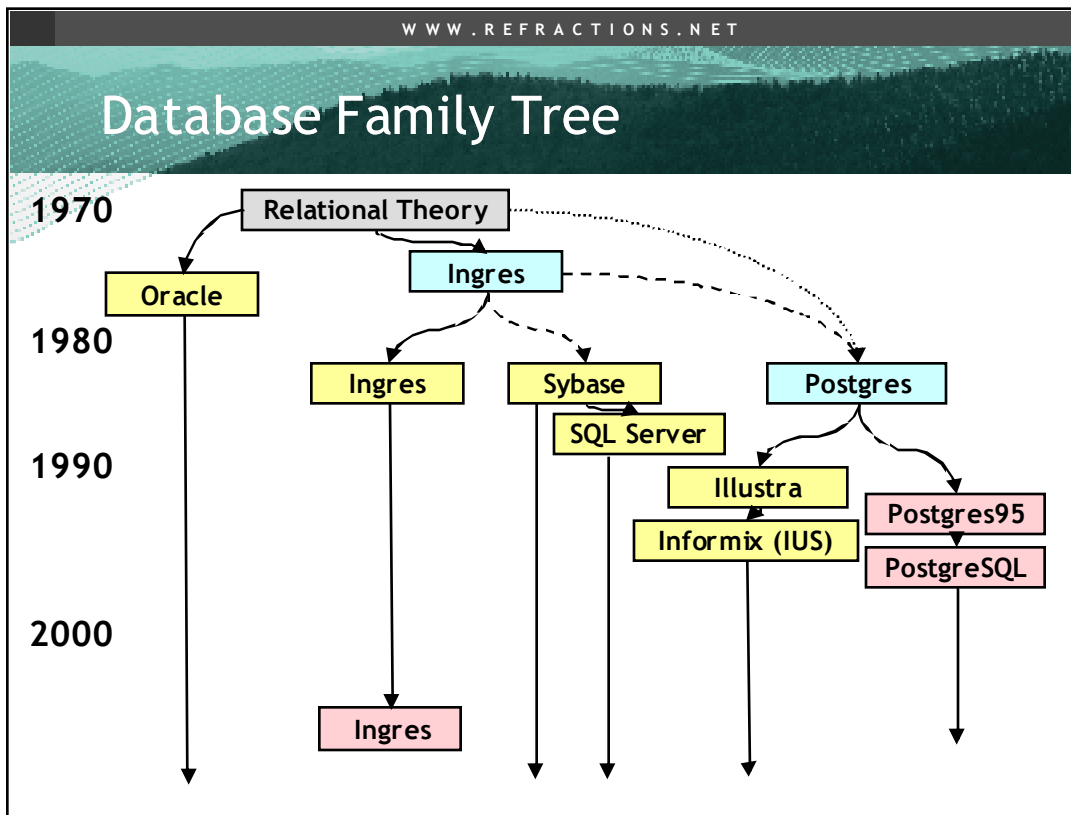 WWW.REFRACTIONS.NET
Database Family Tree
1970
Relational Theory
Ingres
Oracle
1980
Ingres
Sybase
Postgres
SQL Server
1990
Illustra
Postgres95
Informix (IUS)
PostgreSQL
2000
Ingres